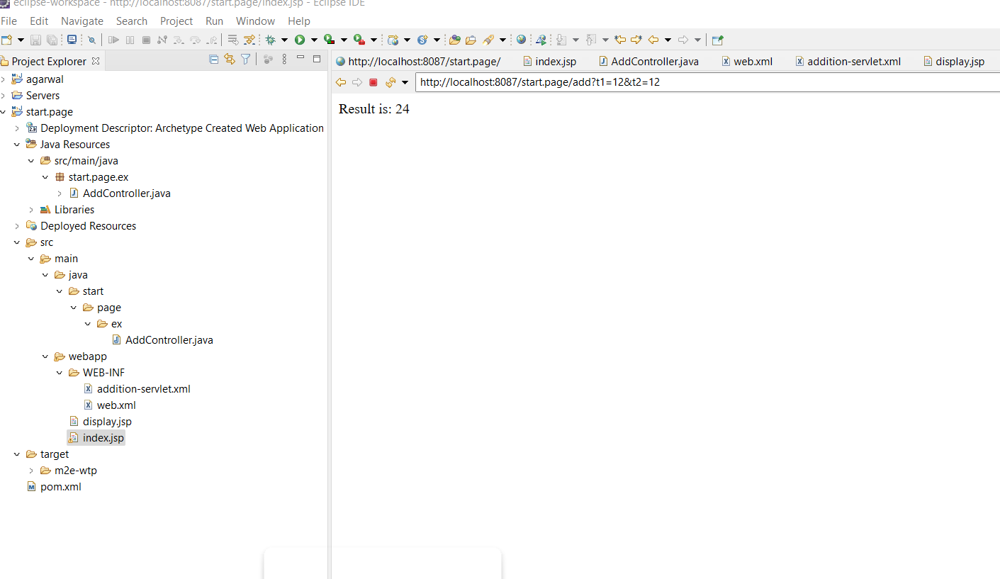 eclipse-workspace - http://localhost:8087/start.page/index.jsp - Eclipse IDE
File Edit Navigate Search Project Run Window Help
Project Explorer
agarwal
Servers
start.page
Deployment Descriptor: Archetype Created Web Application
Java Resources
src/main/java
start.page.ex
AddController.java
Libraries
Deployed Resources
src
main
java
start
page
ex
AddController.java
webapp
WEB-INF
addition-servlet.xml
web.xml
display.jsp
index.jsp
target
m2e-wtp
pom.xml
http://localhost:8087/start.page/ index.jsp AddController.java web.xml addition-servlet.xml display.jsp
http://localhost:8087/start.page/add?t1=12&t2=12
Result is: 24